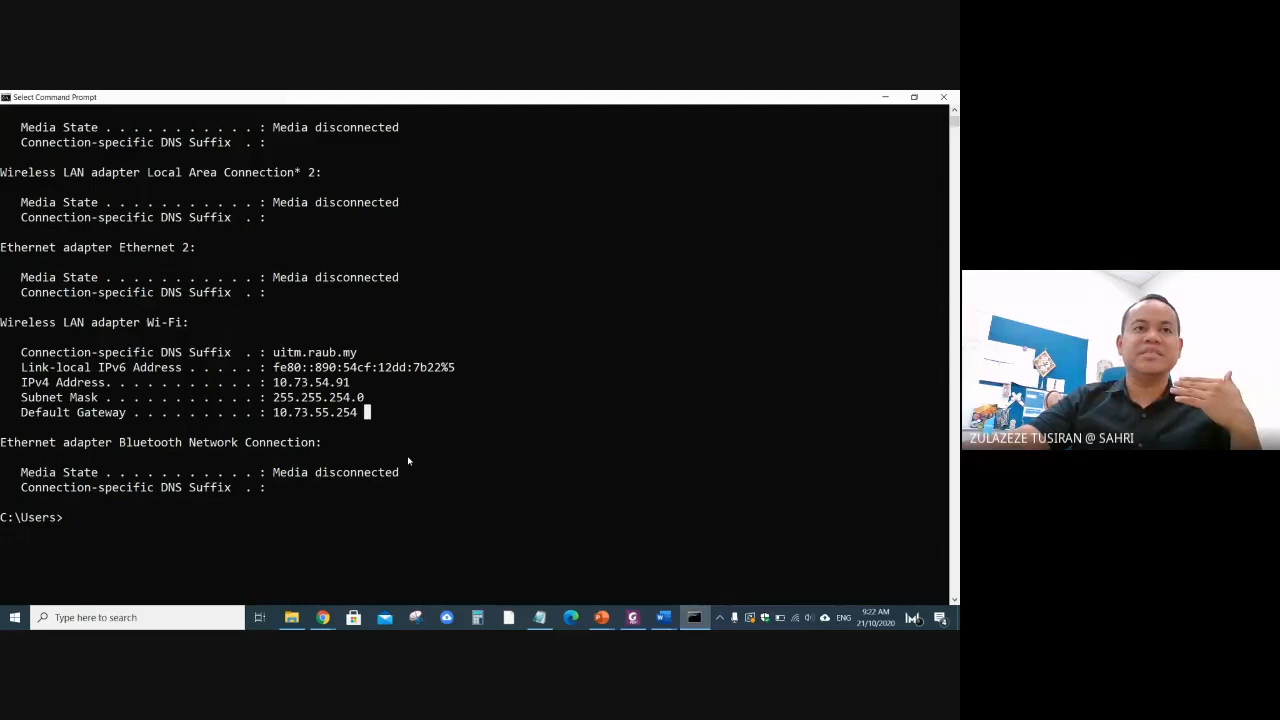 Select Command Prompt
Media State . . . . . . . . . . . : Media disconnected
Connection-specific DNS Suffix  . :
Wireless LAN adapter Local Area Connection* 2:
Media State . . . . . . . . . . . : Media disconnected
Connection-specific DNS Suffix  . :
Ethernet adapter Ethernet 2:
Media State . . . . . . . . . . . : Media disconnected
Connection-specific DNS Suffix  . :
Wireless LAN adapter Wi-Fi:
Connection-specific DNS Suffix  . : uitm.raub.my
Link-local IPv6 Address . . . . . : fe80::890:54cf:12dd:7b22%5
IPv4 Address. . . . . . . . . . . : 10.73.54.91
Subnet Mask . . . . . . . . . . . : 255.255.254.0
Default Gateway . . . . . . . . . : 10.73.55.254
Ethernet adapter Bluetooth Network Connection:
Media State . . . . . . . . . . . : Media disconnected
Connection-specific DNS Suffix  . :
C:\Users>
ZULAZEZE TUSIRAN @ SAHRI
Type here to search
ENG
9:22 AM
21/10/2020